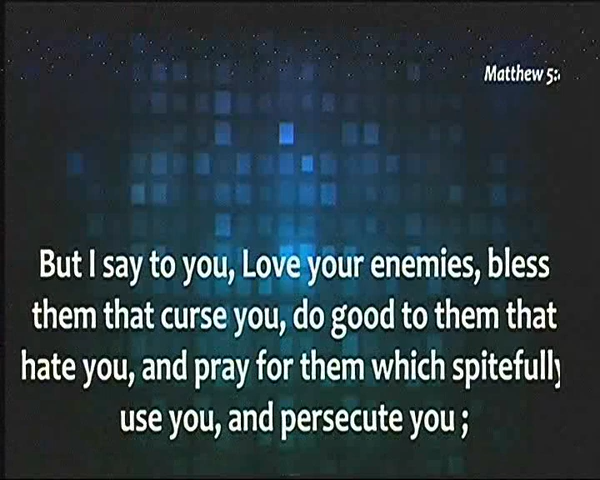 Matthew 5:
But I say to you, Love your enemies, bless
them that curse you, do good to them that
hate you, and pray for them which spitefully
use you, and persecute you ;